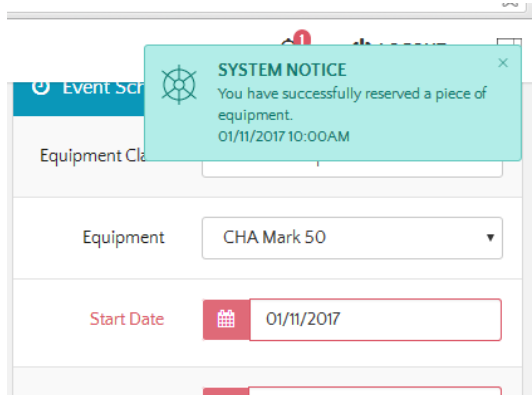 1
SYSTEM NOTICE
You have successfully reserved a piece of
equipment.
01/11/2017 10:00AM
×
Event Sch
Equipment Cla
Equipment
CHA Mark 50
Start Date
01/11/2017